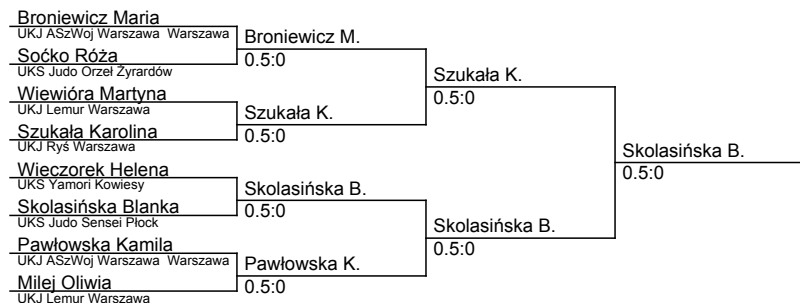 Broniewicz Maria
UKJ ASzWoj Warszawa  Warszawa
Soćko Róża
UKS Judo Orzeł Żyrardów
Wiewióra Martyna
UKJ Lemur Warszawa
Szukała Karolina
UKJ Ryś Warszawa
Wieczorek Helena
UKS Yamori Kowiesy
Skolasińska Blanka
UKS Judo Sensei Płock
Pawłowska Kamila
UKJ ASzWoj Warszawa  Warszawa
Milej Oliwia
UKJ Lemur Warszawa
Broniewicz M.
0.5:0
Szukała K.
0.5:0
Skolasińska B.
0.5:0
Pawłowska K.
0.5:0
Szukała K.
0.5:0
Skolasińska B.
0.5:0
Skolasińska B.
0.5:0